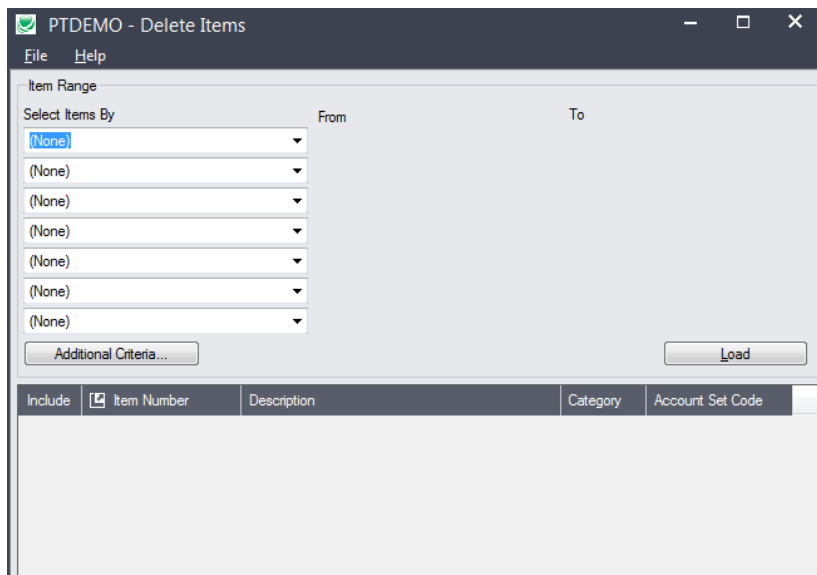 PTDEMO - Delete Items
File Help
Item Range
Select Items By From To
(None)
(None)
(None)
(None)
(None)
(None)
(None)
Additional Criteria... Load
Include Item Number Description Category Account Set Code